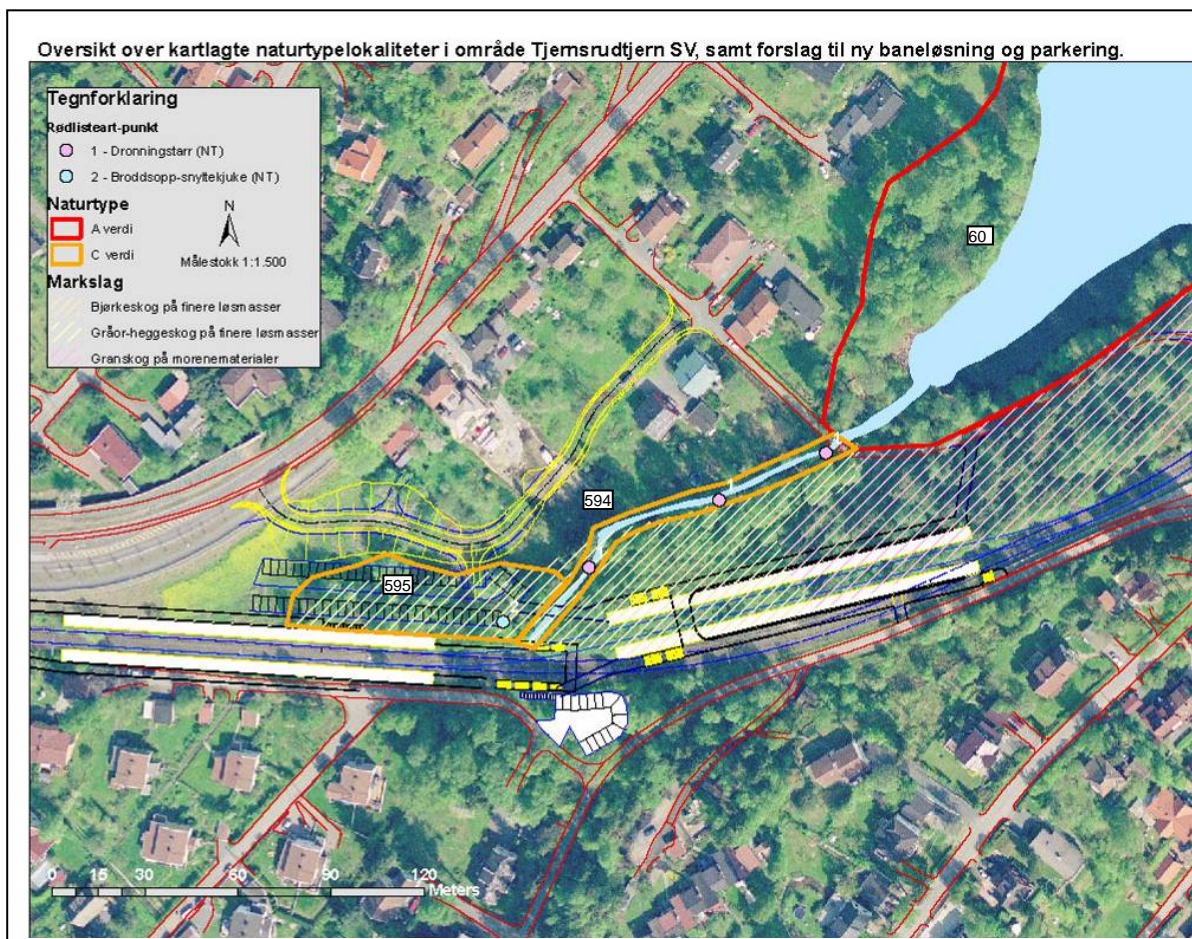 Oversikt over kartlagte naturtypelokaliteter i område Tjernsrudtjern SV, samt forslag til ny baneløsning og parkering.
Tegnforklaring
Rødlisteart-punkt
1 - Dronningstarr (NT)
2 - Broddsopp-snyttekjuke (NT)
Naturtype
A verdi
C verdi
N
Målestokk 1:1.500
Markslag
Bjørkeskog på finere løsmasser
Gråor-heggeskog på finere løsmasser
Granskog på morenematerialer
60
594
595
1
0 15 30 60 90 120
Meters